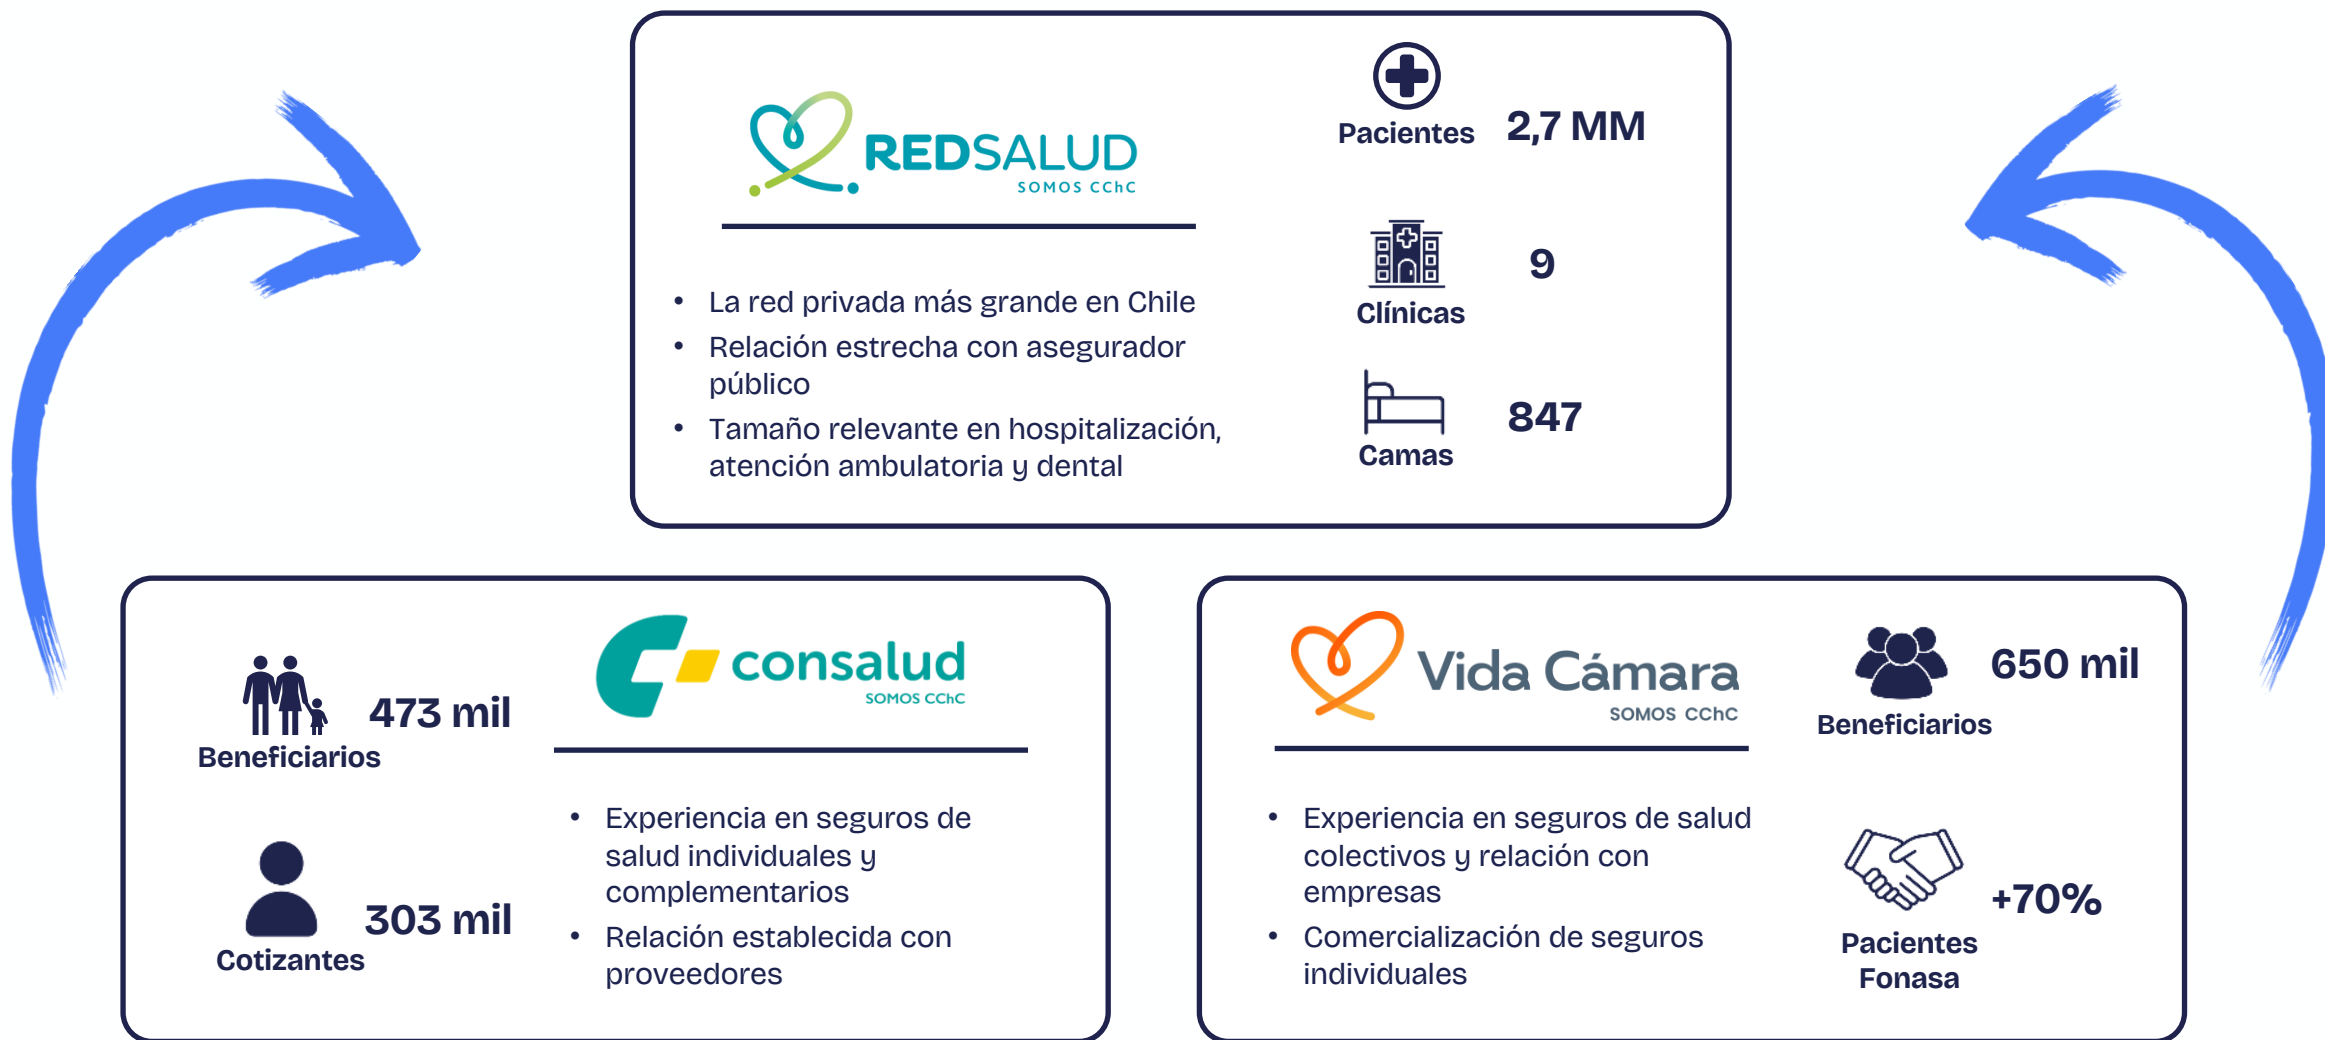 REDSALUD
SOMOS CChC
Pacientes 2,7 MM
9
Clínicas
847
Camas
• La red privada más grande en Chile
• Relación estrecha con asegurador
público
• Tamaño relevante en hospitalización,
atención ambulatoria y dental
consalud
SOMOS CChC
473 mil
Beneficiarios
303 mil
Cotizantes
• Experiencia en seguros de
salud individuales y
complementarios
• Relación establecida con
proveedores
Vida Cámara
SOMOS CChC
650 mil
Beneficiarios
+70%
Pacientes
Fonasa
• Experiencia en seguros de salud
colectivos y relación con
empresas
• Comercialización de seguros
individuales